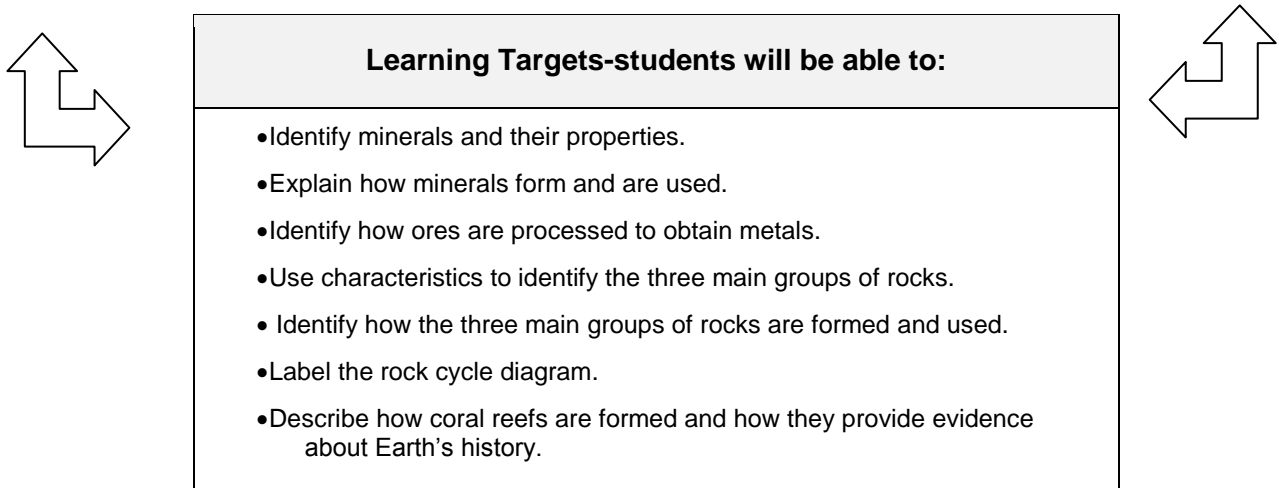 Learning Targets-students will be able to:
•Identify minerals and their properties.
•Explain how minerals form and are used.
•Identify how ores are processed to obtain metals.
•Use characteristics to identify the three main groups of rocks.
• Identify how the three main groups of rocks are formed and used.
•Label the rock cycle diagram.
•Describe how coral reefs are formed and how they provide evidence
about Earth’s history.